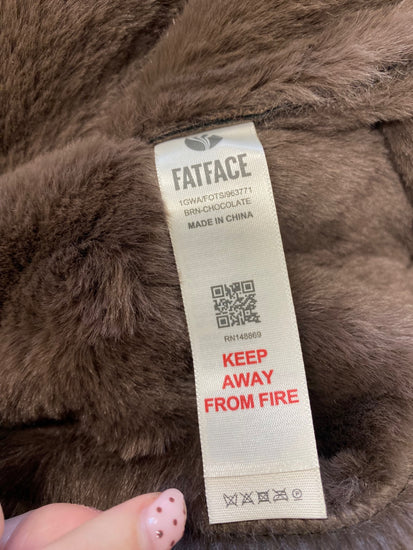 FATFACE
1GWA/FOTS/963771
BRN-CHOCOLATE
MADE IN CHINA
RN148869
KEEP
AWAY
FROM FIRE